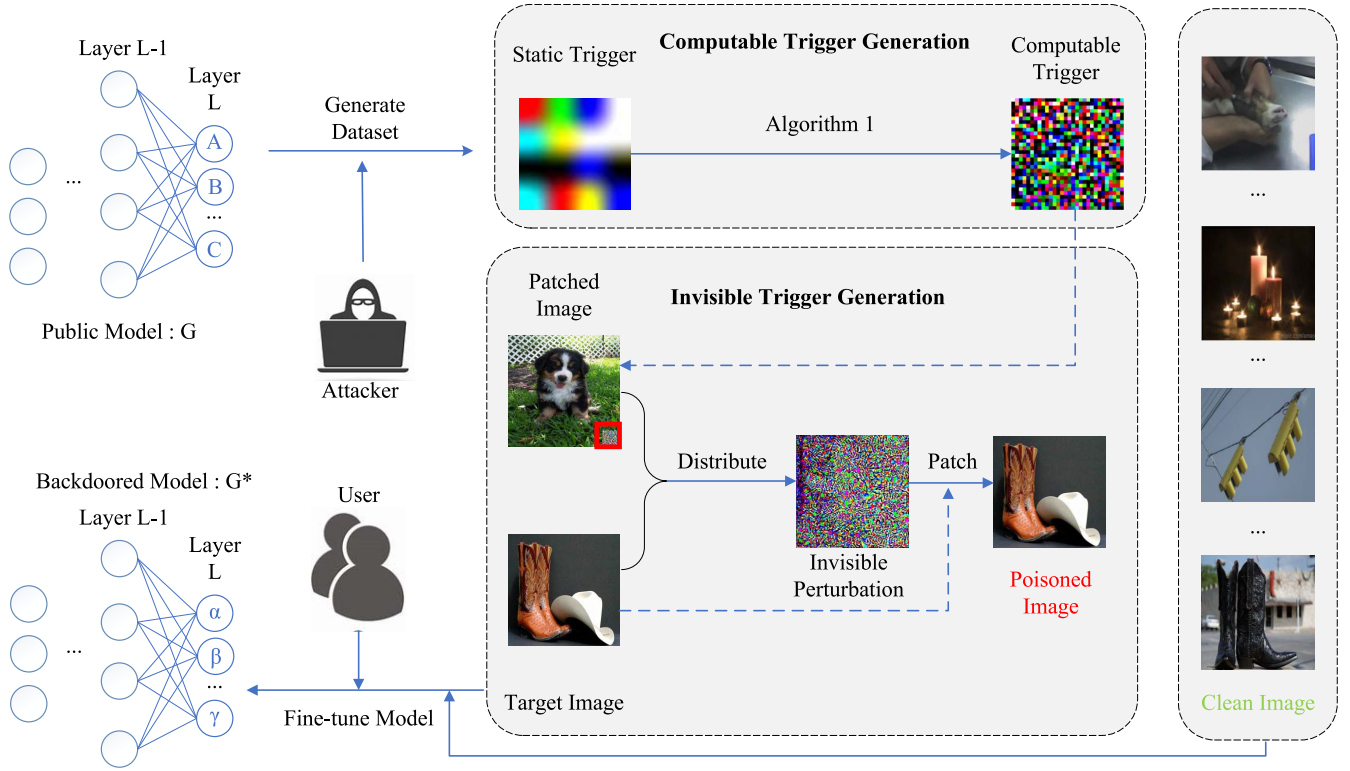 Layer L-1
Layer
L
A
B
...
C
...
Public Model : G
Generate
Dataset
Attacker
Computable Trigger Generation
Static Trigger
Computable
Trigger
Algorithm 1
Invisible Trigger Generation
Patched
Image
Distribute
Patch
Invisible
Perturbation
Poisoned
Image
Target Image
...
...
...
Clean Image
Backdoored Model : G*
Layer L-1
Layer
L
α
β
...
γ
...
User
Fine-tune Model